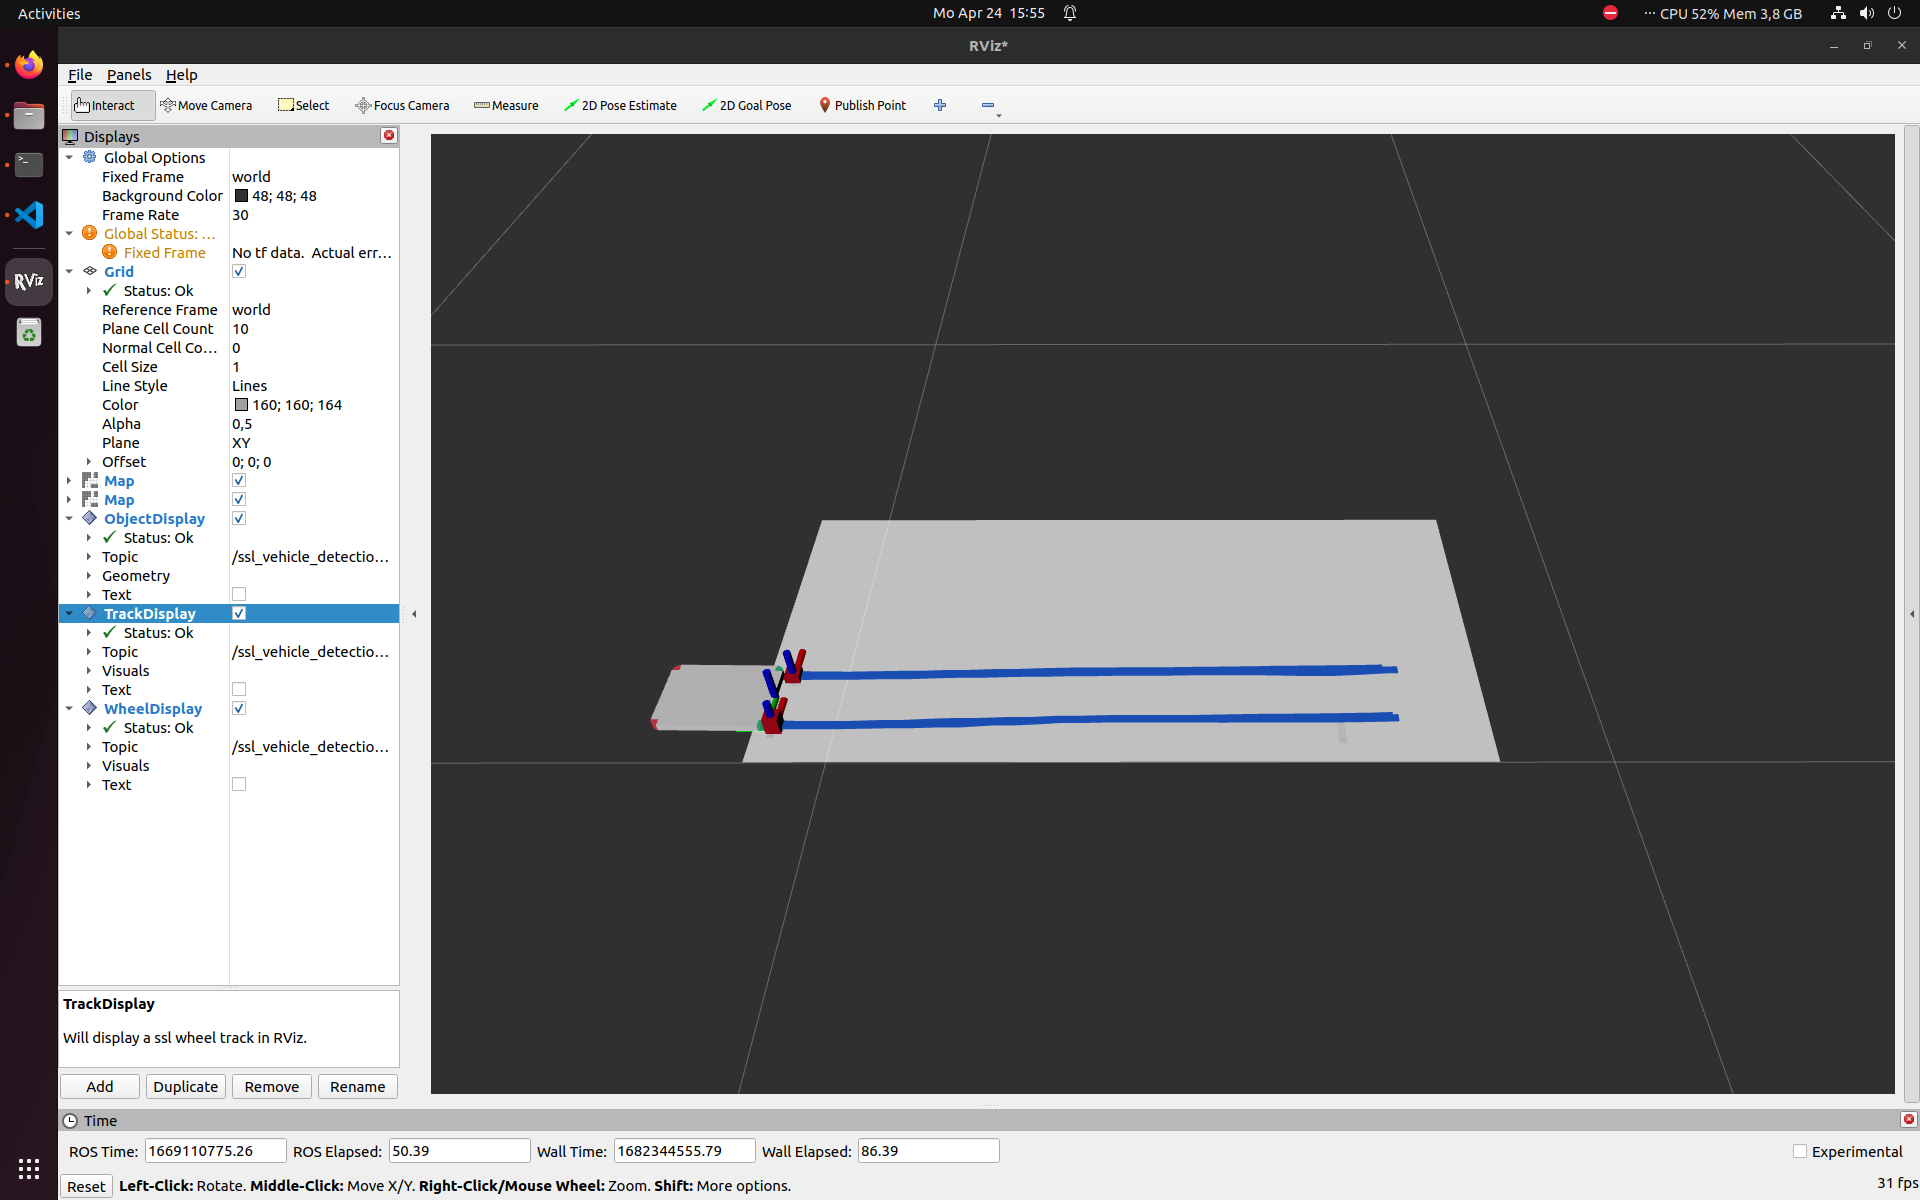 Activities
Mo Apr 24 15:55
CPU 52% Mem 3,8 GB
RViz*
File Panels Help
Interact Move Camera Select Focus Camera Measure 2D Pose Estimate 2D Goal Pose Publish Point
Displays
Global Options
Fixed Frame world
Background Color 48; 48; 48
Frame Rate 30
Global Status: ...
Fixed Frame No tf data. Actual err...
Grid
Status: Ok
Reference Frame world
Plane Cell Count 10
Normal Cell Co... 0
Cell Size 1
Line Style Lines
Color 160; 160; 164
Alpha 0,5
Plane XY
Offset 0; 0; 0
Map
Map
ObjectDisplay
Status: Ok
Topic /ssl_vehicle_detectio...
Geometry
Text
TrackDisplay
Status: Ok
Topic /ssl_vehicle_detectio...
Visuals
Text
WheelDisplay
Status: Ok
Topic /ssl_vehicle_detectio...
Visuals
Text
RViz
TrackDisplay
Will display a ssl wheel track in RViz.
Add Duplicate Remove Rename
Time
ROS Time: 1669110775.26 ROS Elapsed: 50.39 Wall Time: 1682344555.79 Wall Elapsed: 86.39 Experimental
Reset Left-Click: Rotate. Middle-Click: Move X/Y. Right-Click/Mouse Wheel: Zoom. Shift: More options. 31 fps